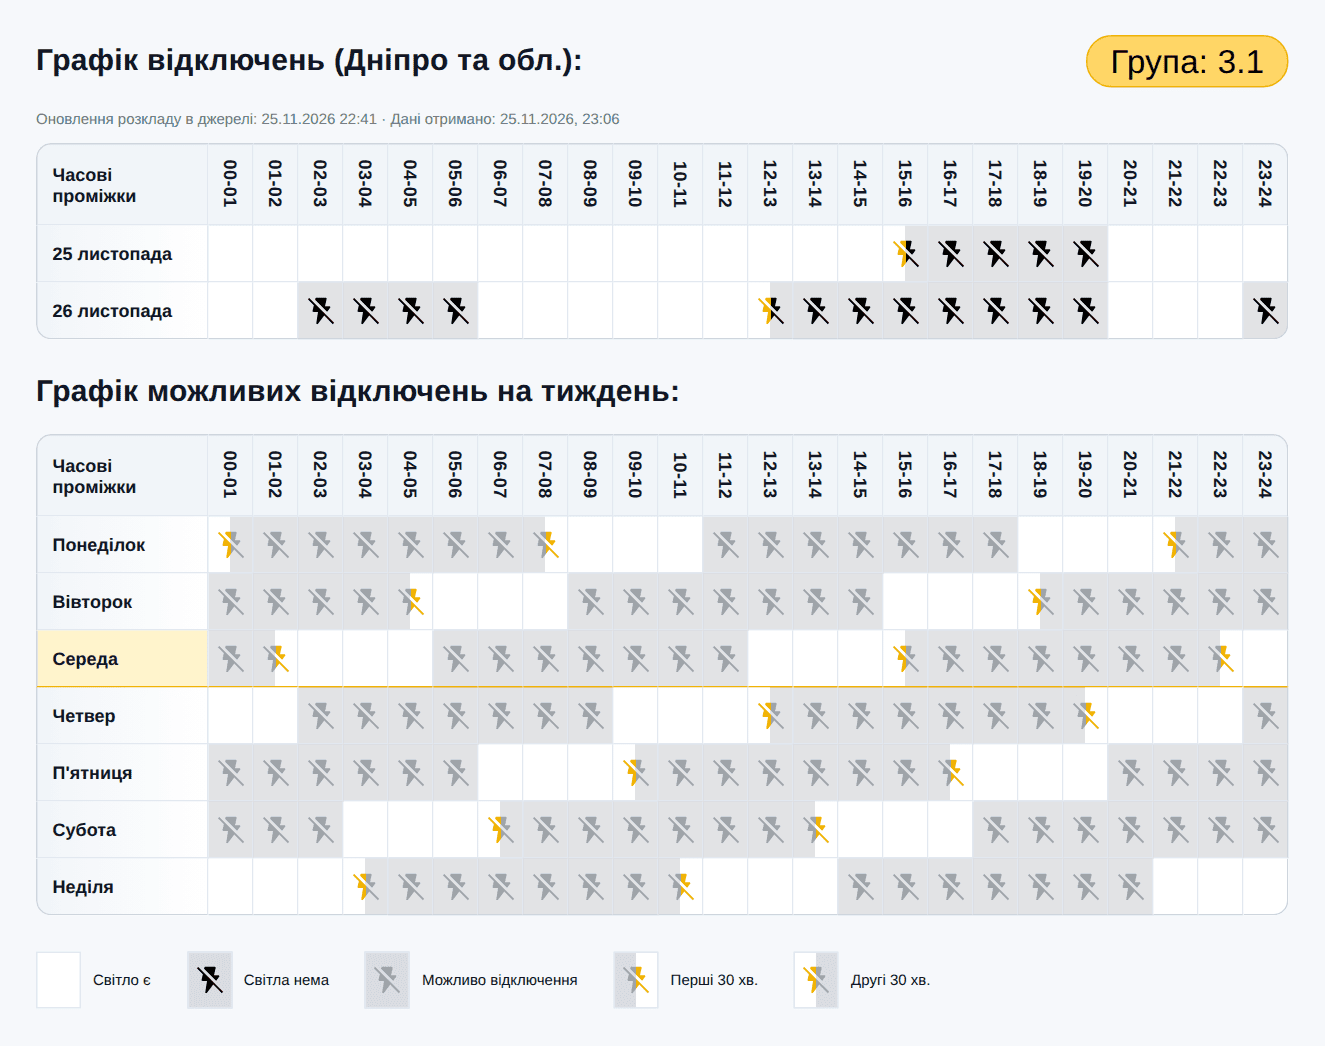 Графік відключень (Дніпро та обл.):
Група: 3.1
Оновлення розкладу в джерелі: 25.11.2026 22:41 · Дані отримано: 25.11.2026, 23:06
Часові проміжки 00-01 01-02 02-03 03-04 04-05 05-06 06-07 07-08 08-09 09-10 10-11 11-12 12-13 13-14 14-15 15-16 16-17 17-18 18-19 19-20 20-21 21-22 22-23 23-24
25 листопада
26 листопада
Графік можливих відключень на тиждень:
Часові проміжки 00-01 01-02 02-03 03-04 04-05 05-06 06-07 07-08 08-09 09-10 10-11 11-12 12-13 13-14 14-15 15-16 16-17 17-18 18-19 19-20 20-21 21-22 22-23 23-24
Понеділок
Вівторок
Середа
Четвер
П'ятниця
Субота
Неділя
Світло є Світла нема Можливо відключення Перші 30 хв. Другі 30 хв.